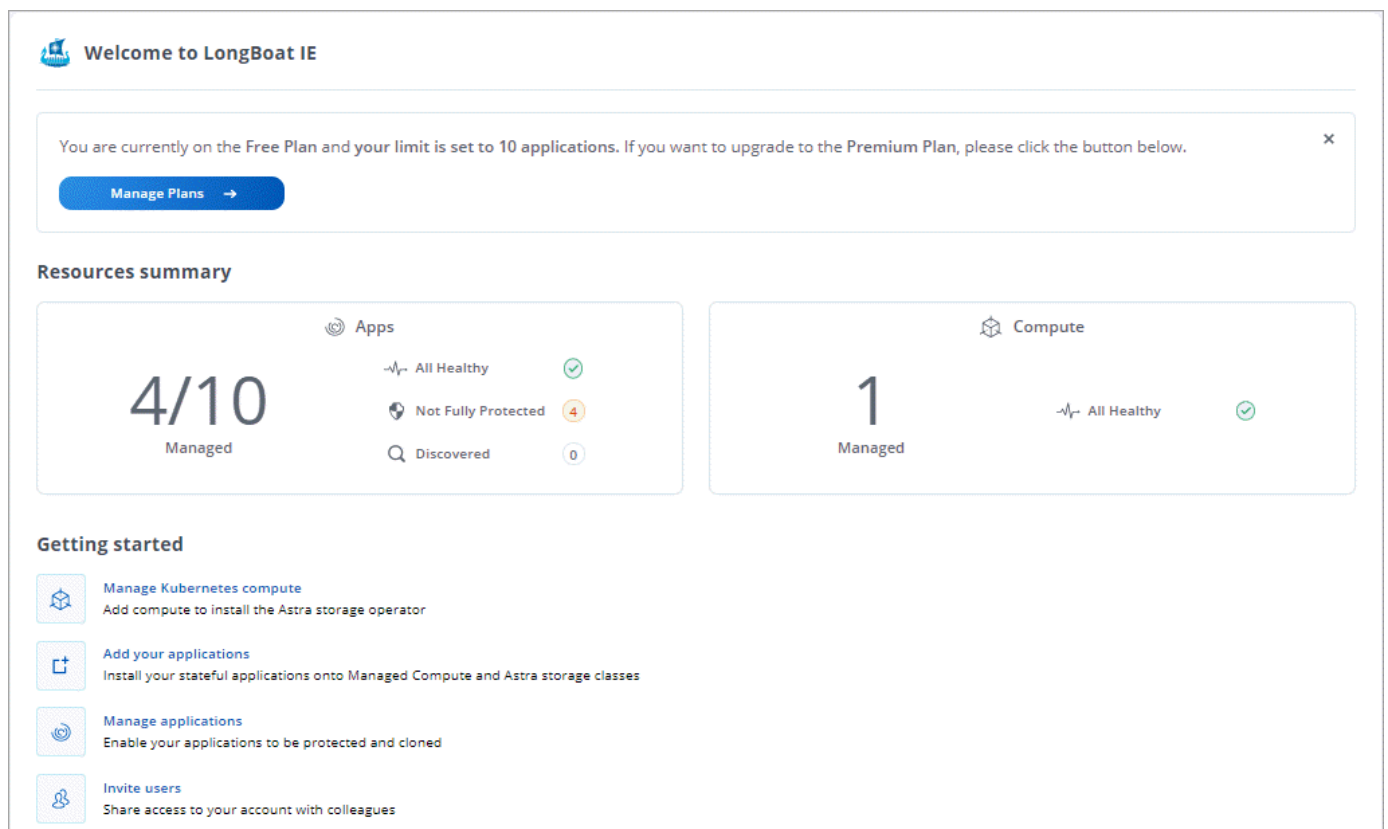 Welcome to LongBoat IE
You are currently on the Free Plan and your limit is set to 10 applications. If you want to upgrade to the Premium Plan, please click the button below.
×
Manage Plans →
Resources summary
Apps
4/10
Managed
All Healthy
Not Fully Protected 4
Discovered 0
Compute
1
Managed
All Healthy
Getting started
Manage Kubernetes compute
Add compute to install the Astra storage operator
Add your applications
Install your stateful applications onto Managed Compute and Astra storage classes
Manage applications
Enable your applications to be protected and cloned
Invite users
Share access to your account with colleagues